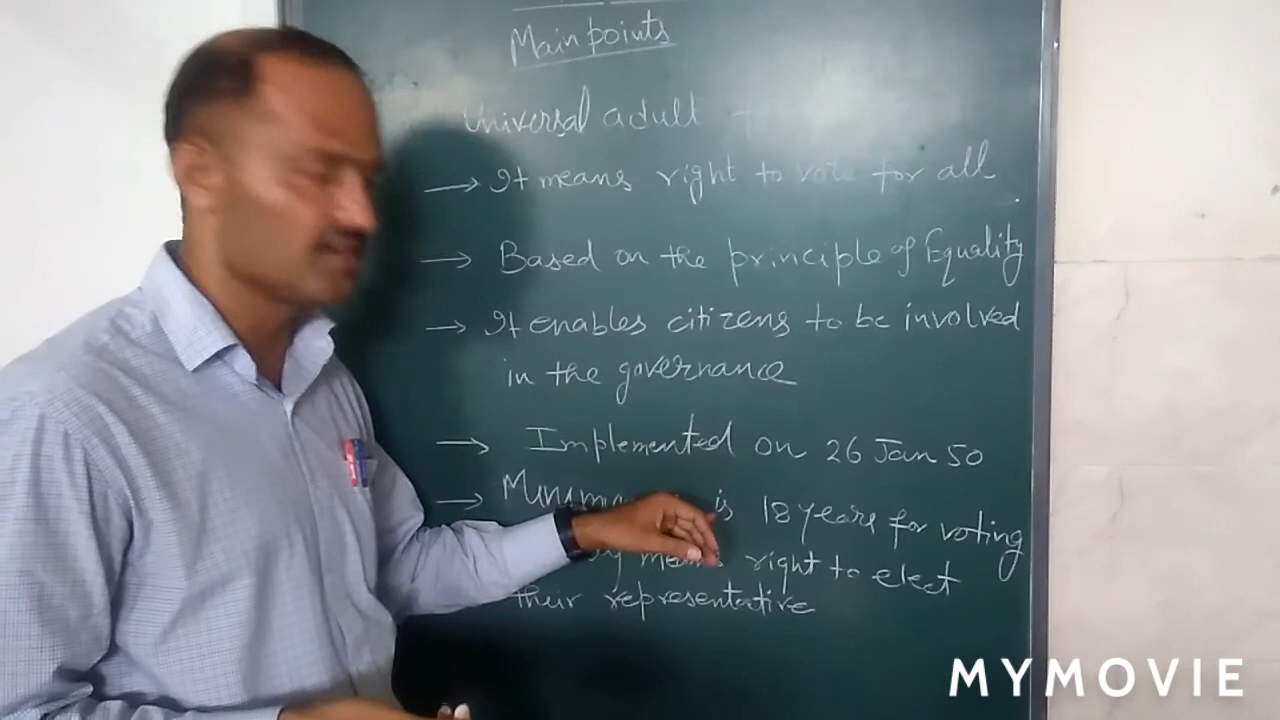 Main points
Universal adult
→ It means right to vote for all
→ Based on the principle of Equality
→ It enables citizens to be involved
in the governance
→ Implemented on 26 Jan 50
→ is 18 years for voting
means right to elect
their representative
MYMOVIE